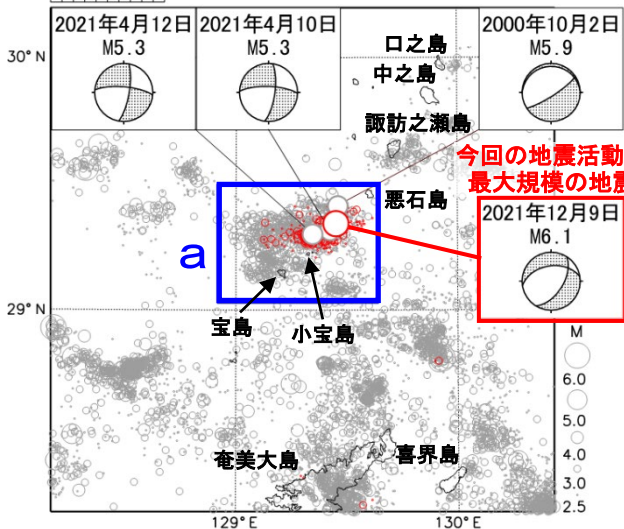 2021年4月12日
M5.3
2021年4月10日
M5.3
2000年10月2日
M5.9
30°N
口之島
中之島
諏訪之瀬島
今回の地震活動
最大規模の地震
悪石島
2021年12月9日
M6.1
a
29°N
宝島
小宝島
M
6.0
5.0
4.0
3.0
2.5
奄美大島
喜界島
129°E
130°E